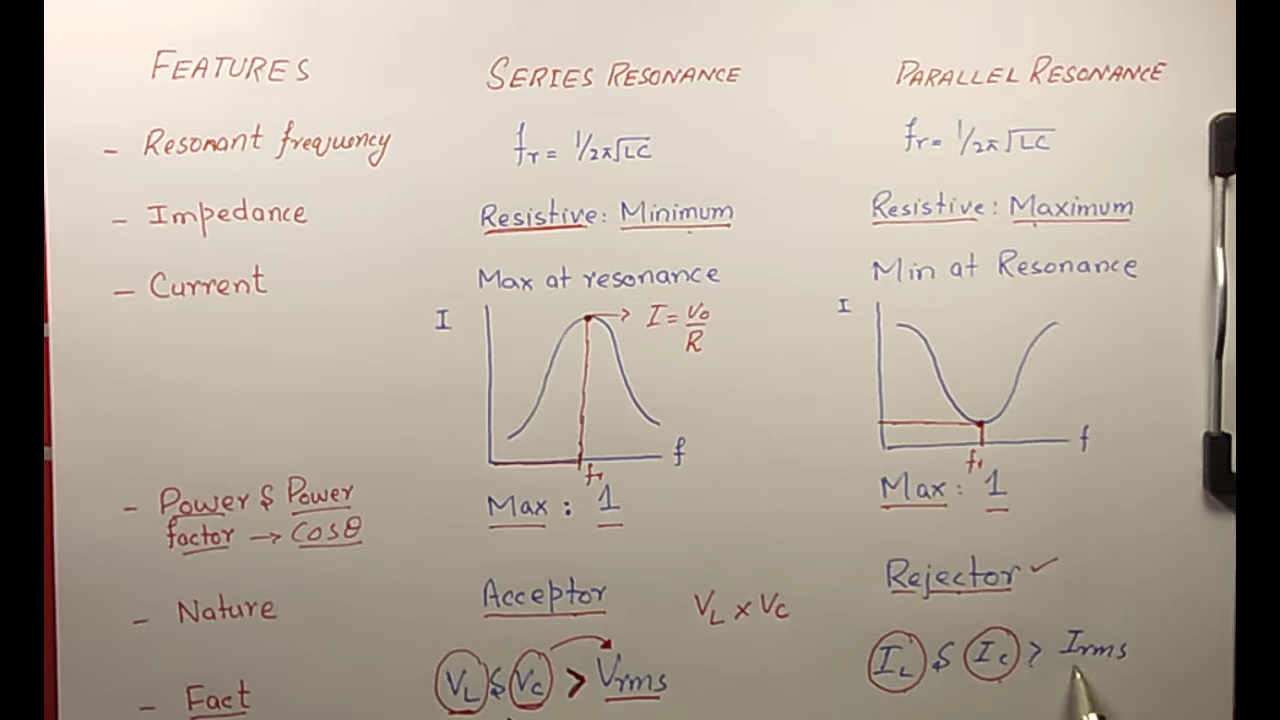 FEATURES SERIES RESONANCE PARALLEL RESONANCE
- Resonant frequency fr = 1/2π√LC fr = 1/2π√LC
- Impedance Resistive: Minimum Resistive: Maximum
- Current Max at resonance Min at Resonance
I I = Vo/R I
f f
fr fr
- Power & Power Max : 1 Max : 1
factor → Cosθ
- Nature Acceptor VL x VC Rejector ✓
- Fact VL & VC > Vrms IL & IC > Irms